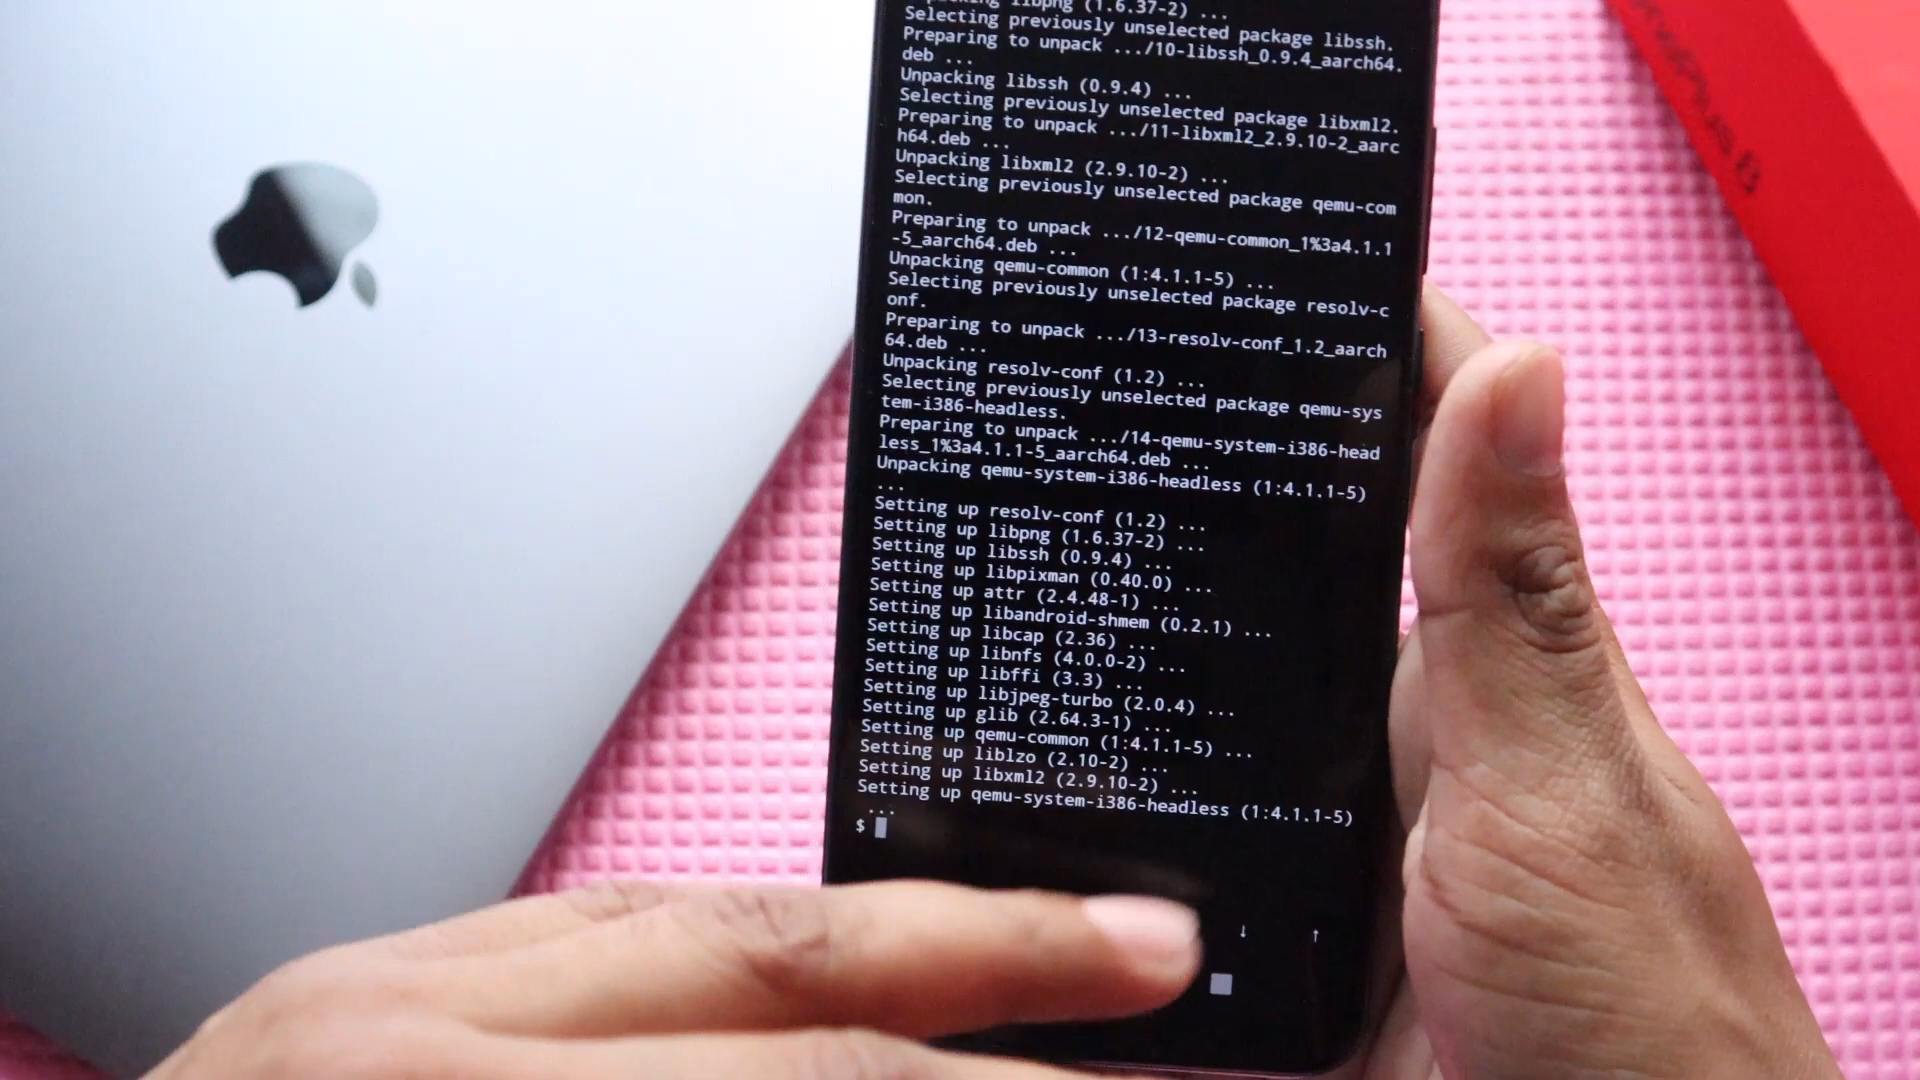 Unpacking libpng (1.6.37-2) ...
Selecting previously unselected package libssh.
Preparing to unpack .../10-libssh_0.9.4_aarch64.
deb ...
Unpacking libssh (0.9.4) ...
Selecting previously unselected package libxml2.
Preparing to unpack .../11-libxml2_2.9.10-2_aarc
h64.deb ...
Unpacking libxml2 (2.9.10-2) ...
Selecting previously unselected package qemu-com
mon.
Preparing to unpack .../12-qemu-common_1%3a4.1.1
-5_aarch64.deb ...
Unpacking qemu-common (1:4.1.1-5) ...
Selecting previously unselected package resolv-c
onf.
Preparing to unpack .../13-resolv-conf_1.2_aarch
64.deb ...
Unpacking resolv-conf (1.2) ...
Selecting previously unselected package qemu-sys
tem-i386-headless.
Preparing to unpack .../14-qemu-system-i386-head
less_1%3a4.1.1-5_aarch64.deb ...
Unpacking qemu-system-i386-headless (1:4.1.1-5)
...
Setting up resolv-conf (1.2) ...
Setting up libpng (1.6.37-2) ...
Setting up libssh (0.9.4) ...
Setting up libpixman (0.40.0) ...
Setting up attr (2.4.48-1) ...
Setting up libandroid-shmem (0.2.1) ...
Setting up libcap (2.36) ...
Setting up libnfs (4.0.0-2) ...
Setting up libffi (3.3) ...
Setting up libjpeg-turbo (2.0.4) ...
Setting up glib (2.64.3-1) ...
Setting up qemu-common (1:4.1.1-5) ...
Setting up liblzo (2.10-2) ...
Setting up libxml2 (2.9.10-2) ...
Setting up qemu-system-i386-headless (1:4.1.1-5)
...
$
↓ ↑